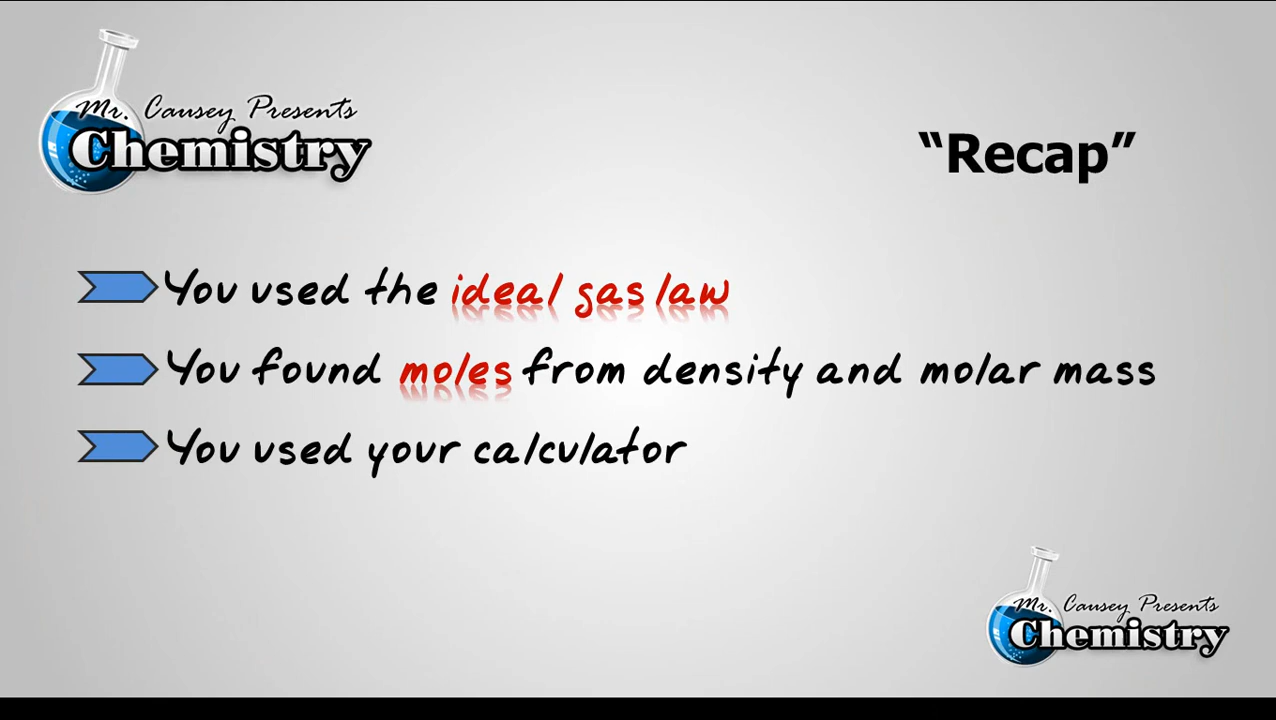 Mr. Causey Presents
Chemistry
“Recap”
You used the ideal gas law
You found moles from density and molar mass
You used your calculator
Mr. Causey Presents
Chemistry